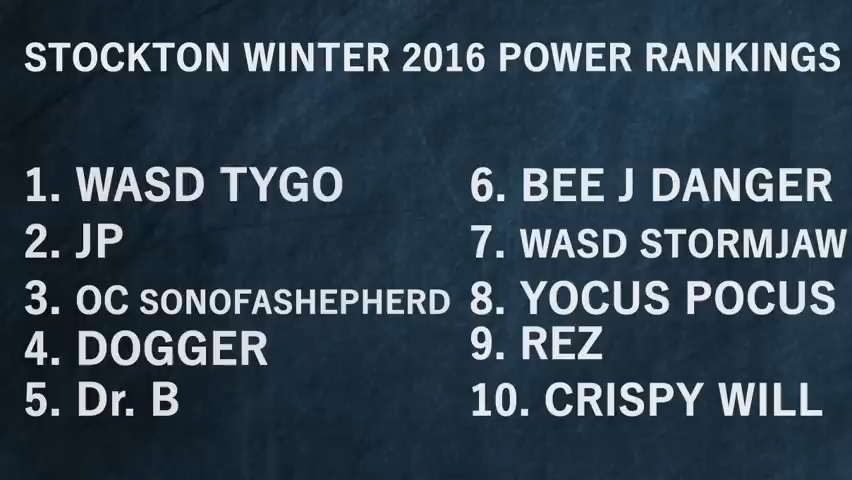 STOCKTON WINTER 2016 POWER RANKINGS
1. WASD TYGO
2. JP
3. OC SONOFASHEPHERD
4. DOGGER
5. Dr. B
6. BEE J DANGER
7. WASD STORMJAW
8. YOCUS POCUS
9. REZ
10. CRISPY WILL